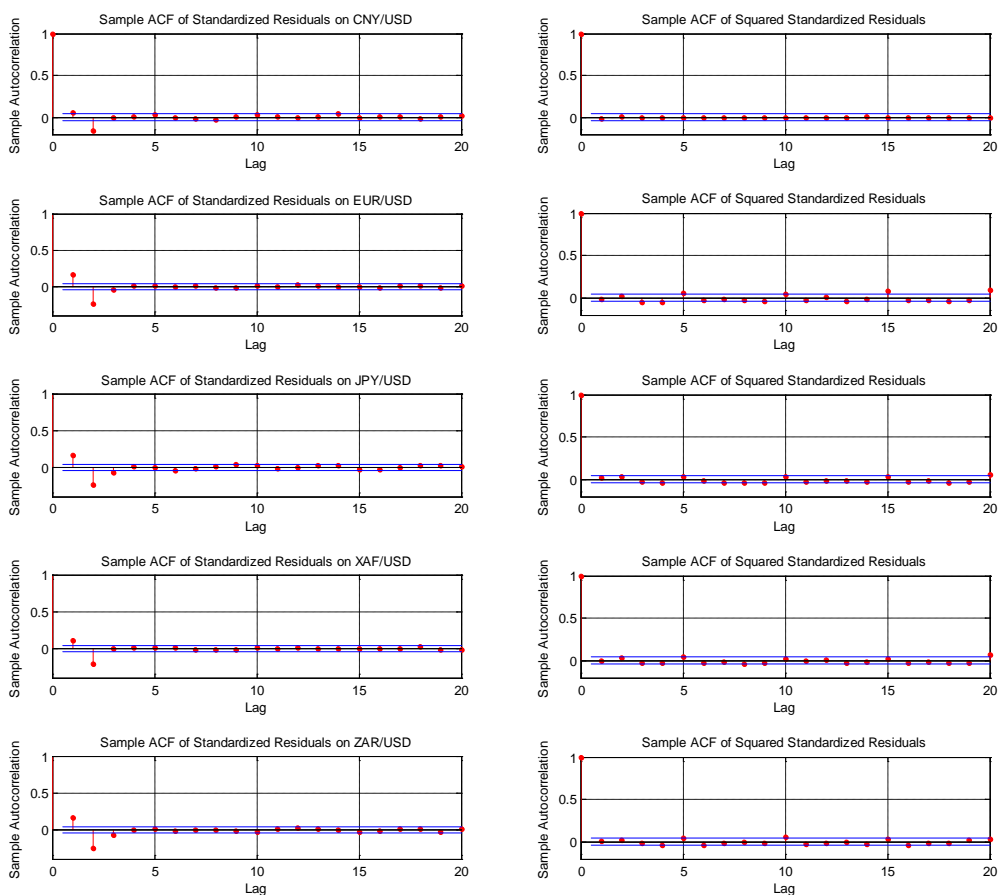 Sample ACF of Standardized Residuals on CNY/USD
Sample Autocorrelation
1
0.5
0
0 5 10 15 20
Lag
Sample ACF of Squared Standardized Residuals
Sample Autocorrelation
1
0.5
0
0 5 10 15 20
Lag
Sample ACF of Standardized Residuals on EUR/USD
Sample Autocorrelation
1
0.5
0
0 5 10 15 20
Lag
Sample ACF of Squared Standardized Residuals
Sample Autocorrelation
1
0.5
0
0 5 10 15 20
Lag
Sample ACF of Standardized Residuals on JPY/USD
Sample Autocorrelation
1
0.5
0
0 5 10 15 20
Lag
Sample ACF of Squared Standardized Residuals
Sample Autocorrelation
1
0.5
0
0 5 10 15 20
Lag
Sample ACF of Standardized Residuals on XAF/USD
Sample Autocorrelation
1
0.5
0
0 5 10 15 20
Lag
Sample ACF of Squared Standardized Residuals
Sample Autocorrelation
1
0.5
0
0 5 10 15 20
Lag
Sample ACF of Standardized Residuals on ZAR/USD
Sample Autocorrelation
1
0.5
0
0 5 10 15 20
Lag
Sample ACF of Squared Standardized Residuals
Sample Autocorrelation
1
0.5
0
0 5 10 15 20
Lag